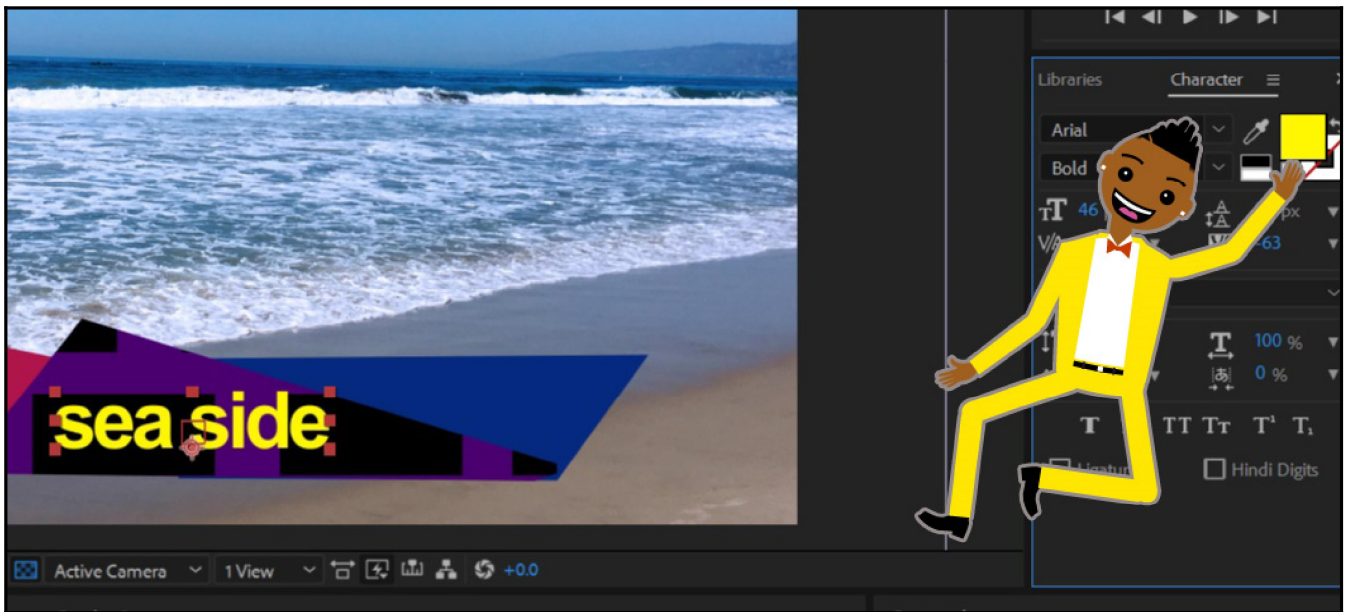 Libraries Character
Arial
Bold
46 px
-63
100 %
0 %
T TT Tт T¹ T₁
Ligatur Hindi Digits
sea side
Active Camera 1 View +0.0